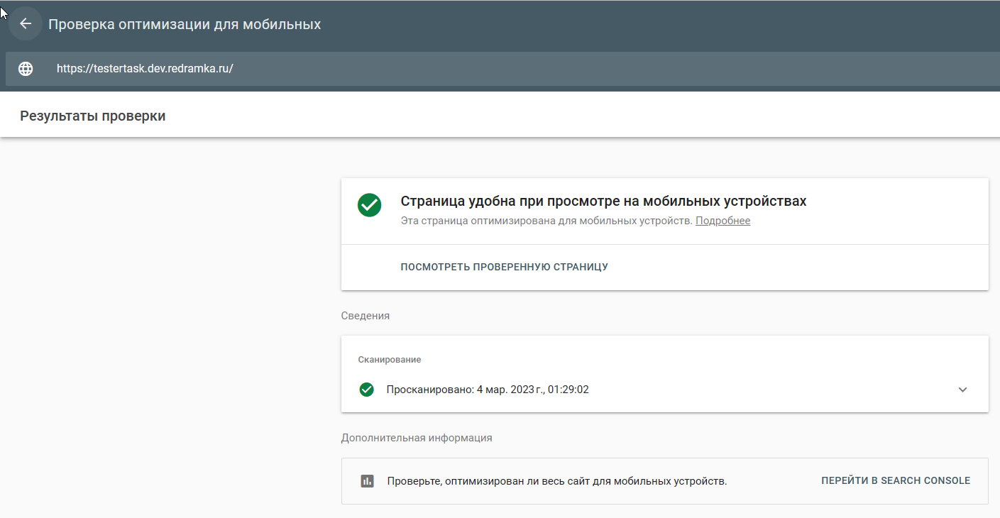 Проверка оптимизации для мобильных
https://testertask.dev.redramka.ru/
Результаты проверки
Страница удобна при просмотре на мобильных устройствах
Эта страница оптимизирована для мобильных устройств. Подробнее
ПОСМОТРЕТЬ ПРОВЕРЕННУЮ СТРАНИЦУ
Сведения
Сканирование
Просканировано: 4 мар. 2023 г., 01:29:02
Дополнительная информация
Проверьте, оптимизирован ли весь сайт для мобильных устройств.
ПЕРЕЙТИ В SEARCH CONSOLE